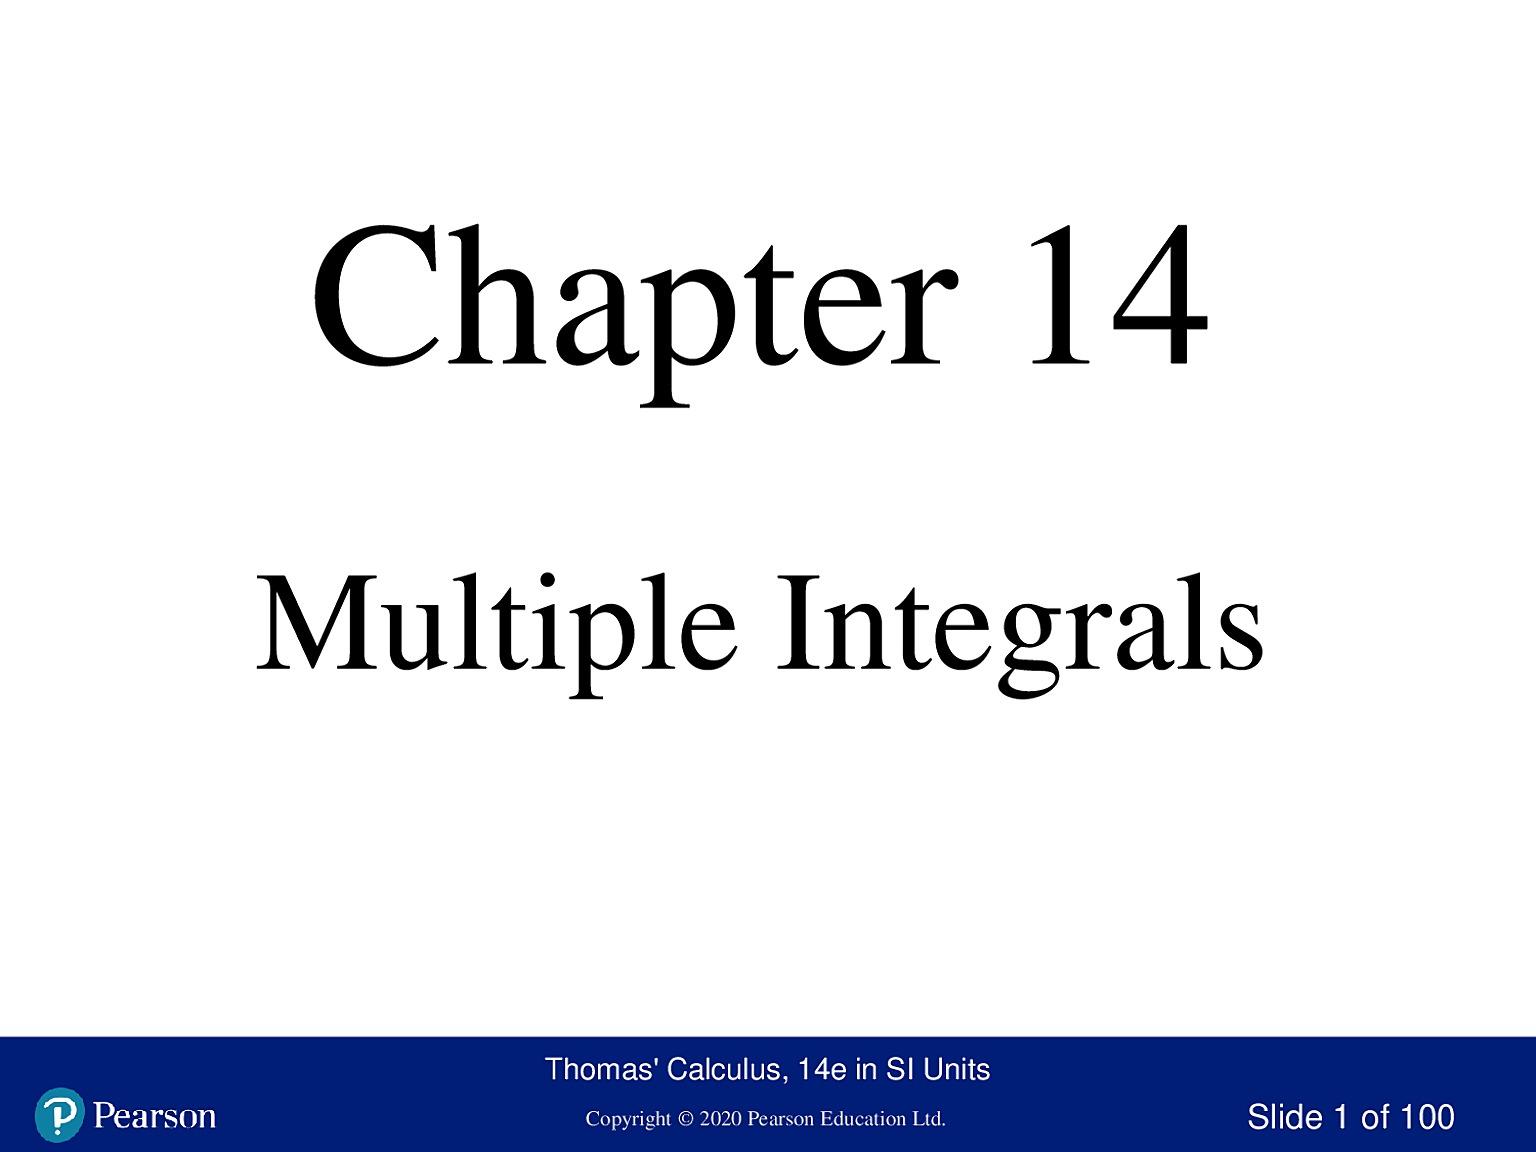 Chapter 14
Multiple Integrals
Thomas' Calculus, 14e in SI Units
Pearson
Copyright © 2020 Pearson Education Ltd.
Slide 1 of 100